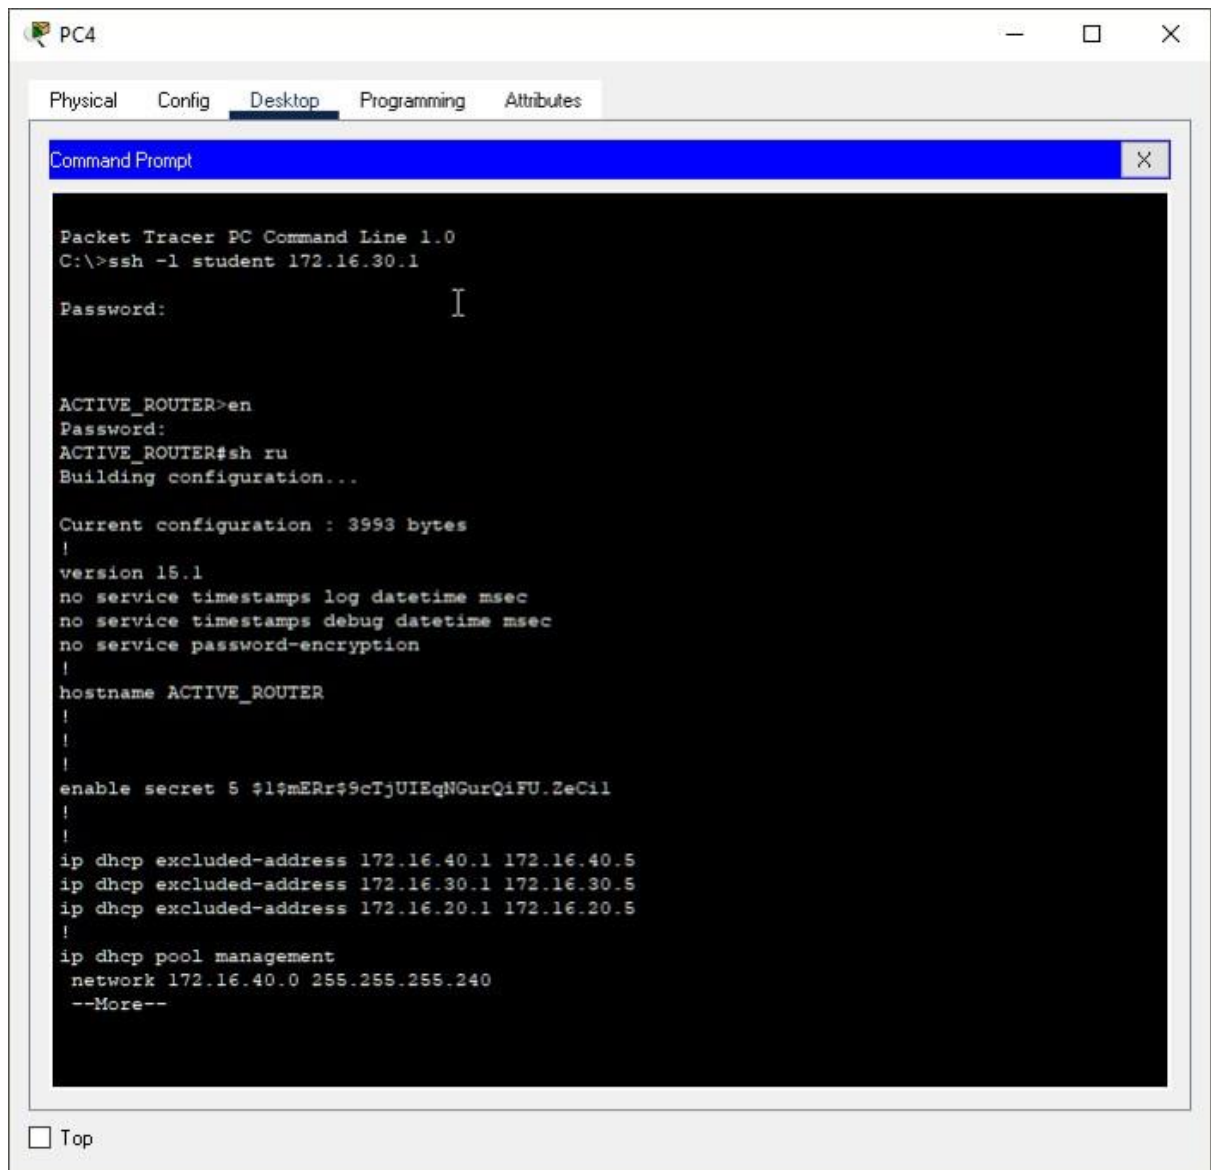 PC4
Physical Config Desktop Programming Attributes
Command Prompt
X
Packet Tracer PC Command Line 1.0
C:\>ssh -l student 172.16.30.1
Password:
ACTIVE_ROUTER>en
Password:
ACTIVE_ROUTER#sh ru
Building configuration...
Current configuration : 3993 bytes
!
version 15.1
no service timestamps log datetime msec
no service timestamps debug datetime msec
no service password-encryption
!
hostname ACTIVE_ROUTER
!
!
!
enable secret 5 $1$mERr$9cTjUIEqNGurQiFU.ZeCi1
!
!
ip dhcp excluded-address 172.16.40.1 172.16.40.5
ip dhcp excluded-address 172.16.30.1 172.16.30.5
ip dhcp excluded-address 172.16.20.1 172.16.20.5
!
ip dhcp pool management
network 172.16.40.0 255.255.255.240
--More--
Top